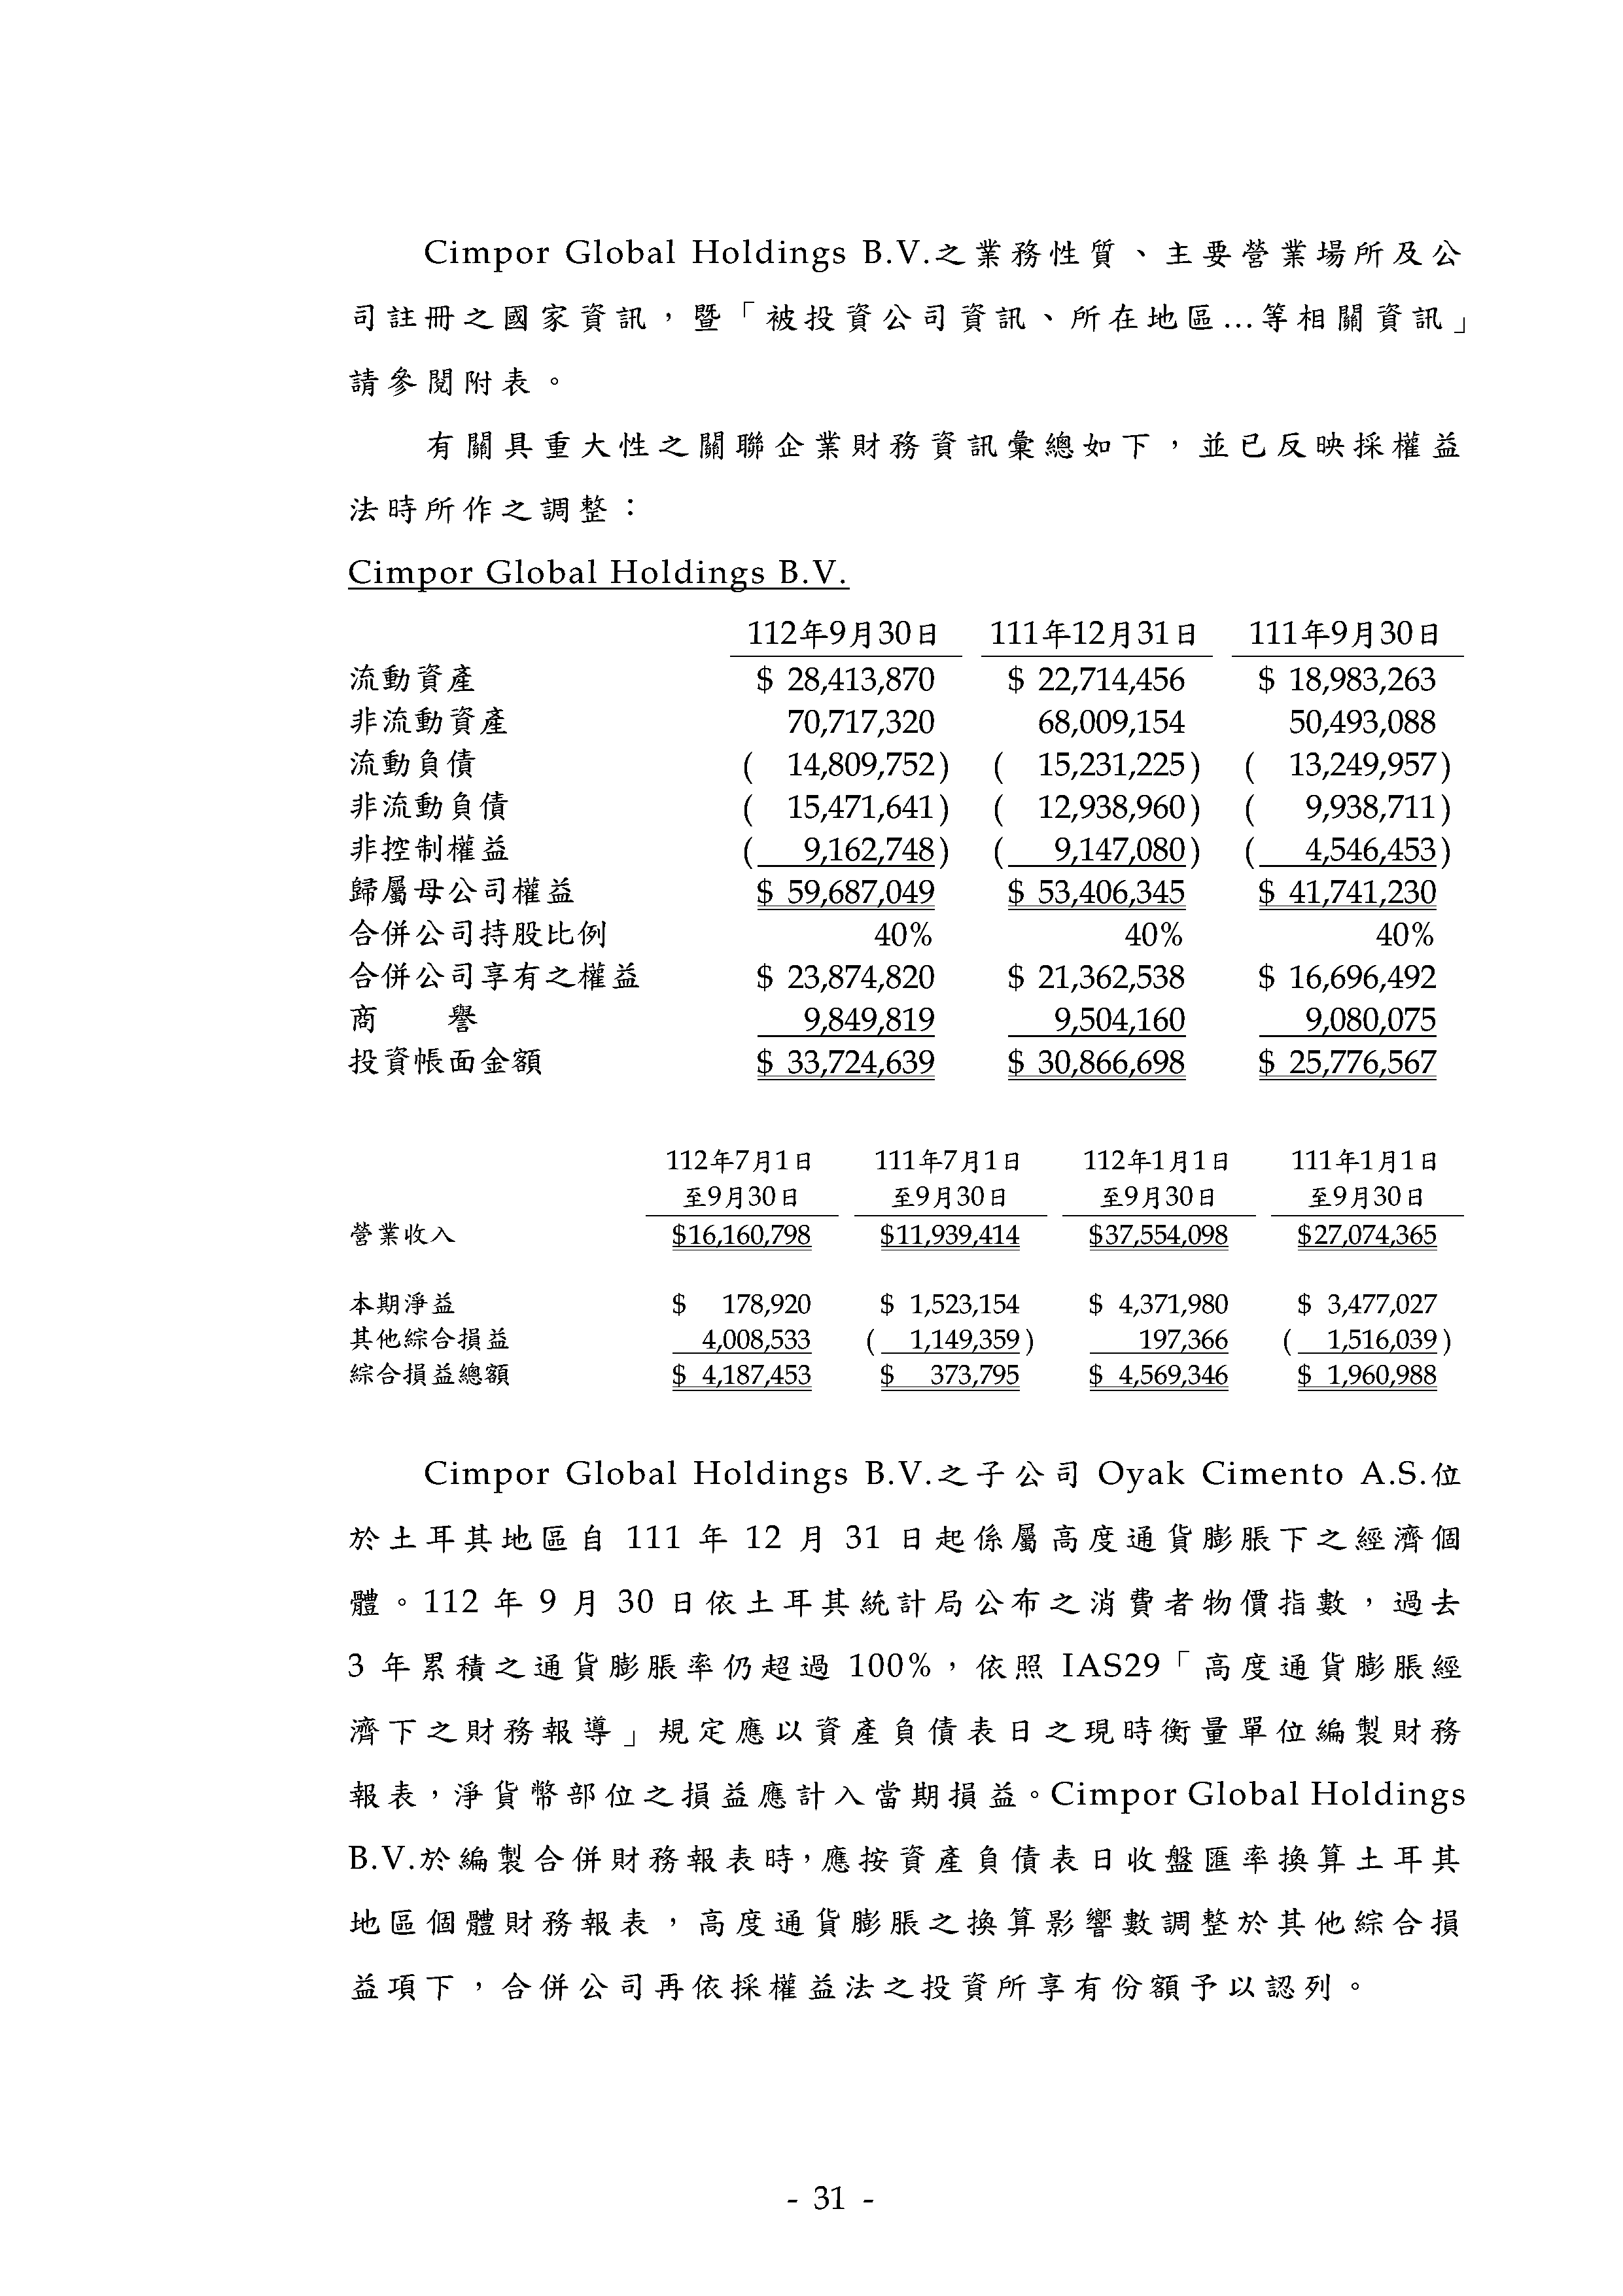 Cimpor Global Holdings B.V.之業務性質、主要營業場所及公
司註冊之國家資訊，暨「被投資公司資訊、所在地區…等相關資訊」
請參閱附表。
有關具重大性之關聯企業財務資訊彙總如下，並已反映採權益
法時所作之調整：
Cimpor Global Holdings B.V.
112年9月30日 111年12月31日 111年9月30日
流動資產 $ 28,413,870 $ 22,714,456 $ 18,983,263
非流動資產 70,717,320 68,009,154 50,493,088
流動負債 ( 14,809,752) ( 15,231,225) ( 13,249,957)
非流動負債 ( 15,471,641) ( 12,938,960) ( 9,938,711)
非控制權益 ( 9,162,748) ( 9,147,080) ( 4,546,453)
歸屬母公司權益 $ 59,687,049 $ 53,406,345 $ 41,741,230
合併公司持股比例 40% 40% 40%
合併公司享有之權益 $ 23,874,820 $ 21,362,538 $ 16,696,492
商 譽 9,849,819 9,504,160 9,080,075
投資帳面金額 $ 33,724,639 $ 30,866,698 $ 25,776,567
112年7月1日 111年7月1日 112年1月1日 111年1月1日
至9月30日 至9月30日 至9月30日 至9月30日
營業收入 $16,160,798 $11,939,414 $37,554,098 $27,074,365
本期淨益 $ 178,920 $ 1,523,154 $ 4,371,980 $ 3,477,027
其他綜合損益 4,008,533 ( 1,149,359) 197,366 ( 1,516,039)
綜合損益總額 $ 4,187,453 $ 373,795 $ 4,569,346 $ 1,960,988
Cimpor Global Holdings B.V.之子公司 Oyak Cimento A.S.位
於土耳其地區自 111 年 12 月 31 日起係屬高度通貨膨脹下之經濟個
體。112 年 9 月 30 日依土耳其統計局公布之消費者物價指數，過去
3 年累積之通貨膨脹率仍超過 100%，依照 IAS29「高度通貨膨脹經
濟下之財務報導」規定應以資產負債表日之現時衡量單位編製財務
報表，淨貨幣部位之損益應計入當期損益。Cimpor Global Holdings
B.V.於編製合併財務報表時，應按資產負債表日收盤匯率換算土耳其
地區個體財務報表，高度通貨膨脹之換算影響數調整於其他綜合損
益項下，合併公司再依採權益法之投資所享有份額予以認列。
- 31 -